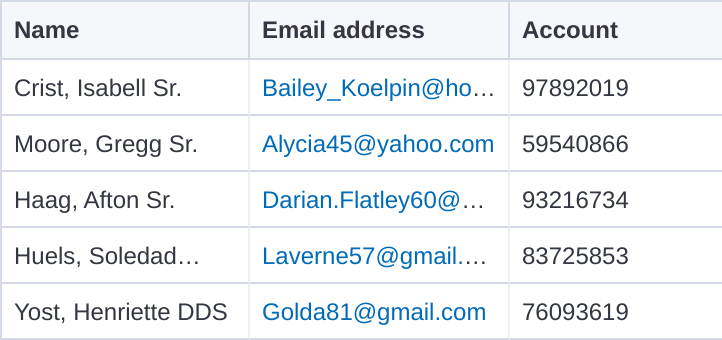 Name Email address Account
Crist, Isabell Sr. Bailey_Koelpin@ho… 97892019
Moore, Gregg Sr. Alycia45@yahoo.com 59540866
Haag, Afton Sr. Darian.Flatley60@… 93216734
Huels, Soledad… Laverne57@gmail.… 83725853
Yost, Henriette DDS Golda81@gmail.com 76093619